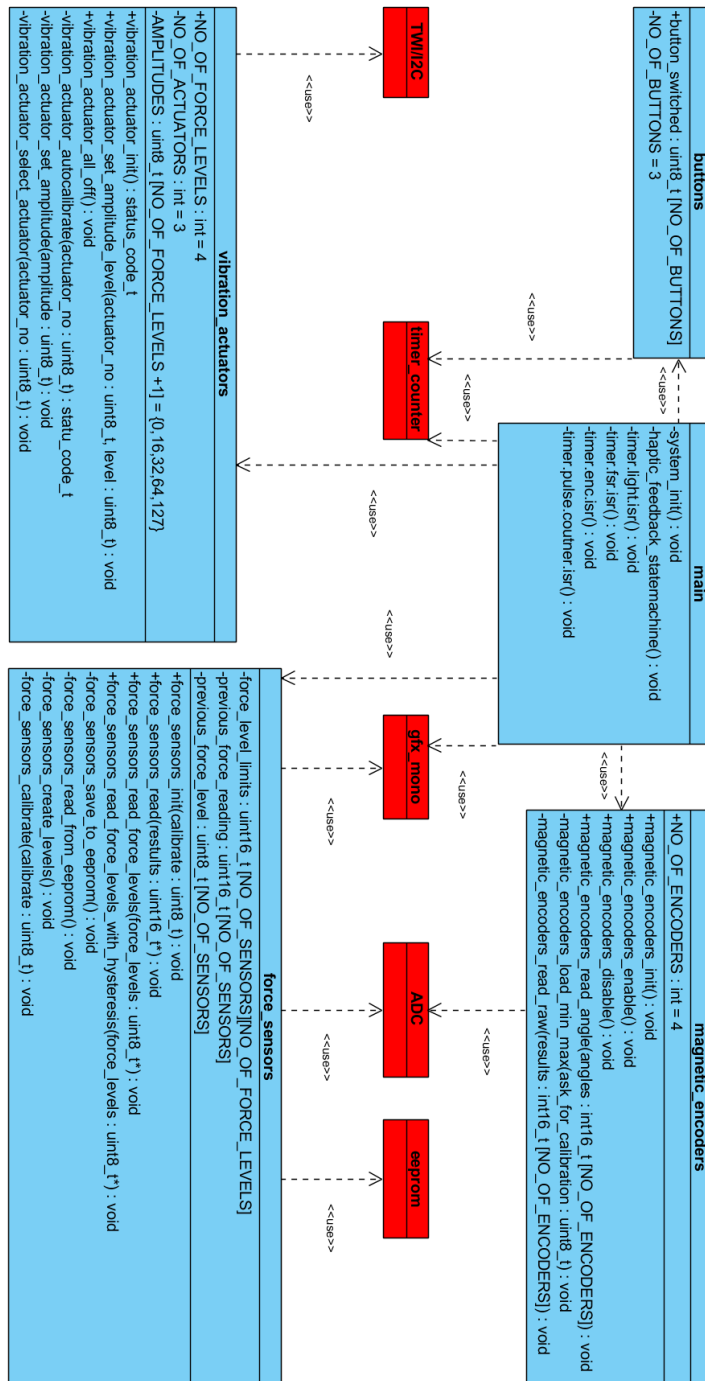 buttons
+button_switched : uint8_t [NO_OF_BUTTONS]
-NO_OF_BUTTONS = 3
main
-system_init() : void
-haptic_feedback_statemachine() : void
-timer.light.isr() : void
-timer.fsr.isr() : void
-timer.enc.isr() : void
-timer.pulse.coutner.isr() : void
magnetic_encoders
+NO_OF_ENCODERS : int = 4
+magnetic_encoders_init() : void
+magnetic_encoders_enable() : void
+magnetic_encoders_disable() : void
+magnetic_encoders_read_angle(angles : int16_t [NO_OF_ENCODERS]) : void
-magnetic_encoders_load_min_max(ask_for_calibration : uint8_t) : void
-magnetic_encoders_read_raw(results : int16_t [NO_OF_ENCODERS]) : void
<<use>>
<<use>>
<<use>>
<<use>>
<<use>>
<<use>>
<<use>>
<<use>>
TWI/I2C
timer_counter
gfx_mono
ADC
eeprom
<<use>>
<<use>>
<<use>>
<<use>>
vibration_actuators
+NO_OF_FORCE_LEVELS : int = 4
-NO_OF_ACTUATORS : int = 3
-AMPLITUDES : uint8_t [NO_OF_FORCE_LEVELS +1] = {0,16,32,64,127}
+vibration_actuator_init() : status_code_t
+vibration_actuator_set_amplitude_level(actuator_no : uint8_t, level : uint8_t) : void
+vibration_actuator_all_off() : void
-vibration_actuator_autocalibrate(actuator_no : uint8_t) : statu_code_t
-vibration_actuator_set_amplitude(amplitude : uint8_t) : void
-vibration_actuator_select_actuator(actuator_no : uint8_t) : void
force_sensors
-force_level_limits : uint16_t [NO_OF_SENSORS][NO_OF_FORCE_LEVELS]
-previous_force_reading : uint16_t [NO_OF_SENSORS]
-previous_force_level : uint8_t [NO_OF_SENSORS]
+force_sensors_init(calibrate : uint8_t) : void
+force_sensors_read(restults : uint16_t*) : void
+force_sensors_read_force_levels(force_levels : uint8_t*) : void
+force_sensors_read_force_levels_with_hysteresis(force_levels : uint8_t*) : void
-force_sensors_save_to_eeprom() : void
-force_sensors_read_from_eeprom() : void
-force_sensors_create_levels() : void
-force_sensors_calibrate(calibrate : uint8_t) : void